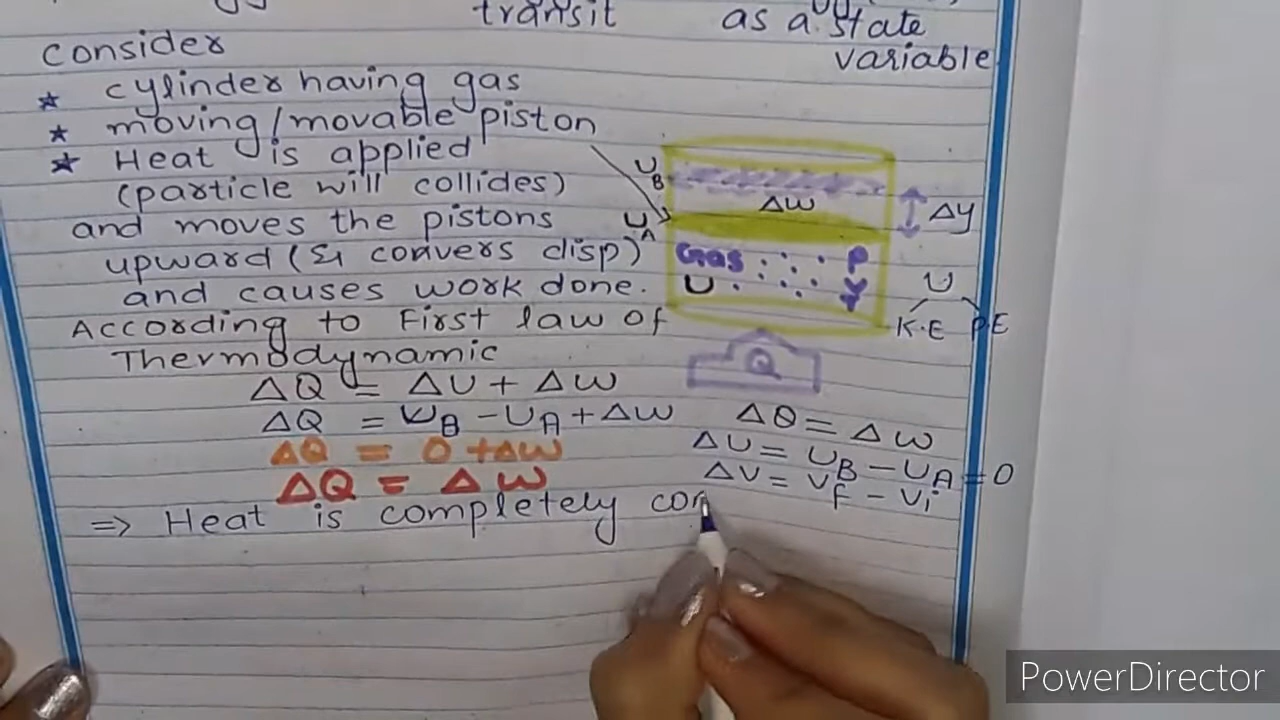 transit as a state
variable
consider
★ cylinder having gas
★ moving/movable piston
★ Heat is applied
(particle will collides)
and moves the pistons
upward (& convers disp)
and causes work done.
According to First law of
Thermodynamic
ΔQ = ΔU + ΔW
ΔQ = UB - UA + ΔW
ΔQ = 0 + ΔW
ΔQ = ΔW
=> Heat is completely con
UB
ΔW
UA
Δy
Gas P
U V
U
K.E PE
Q
ΔQ = ΔW
ΔU = UB - UA = 0
ΔV = Vf - Vi
PowerDirector